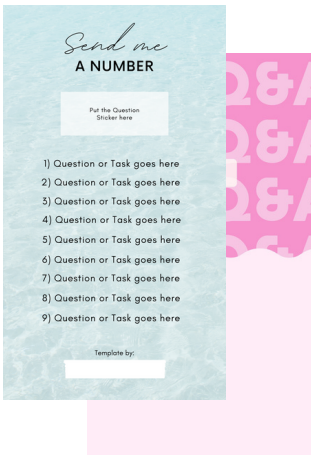 Send me
A NUMBER
Put the Question
Sticker here
1) Question or Task goes here
2) Question or Task goes here
3) Question or Task goes here
4) Question or Task goes here
5) Question or Task goes here
6) Question or Task goes here
7) Question or Task goes here
8) Question or Task goes here
9) Question or Task goes here
Template by:
Q&A
Q&A
Q&A
Q&A